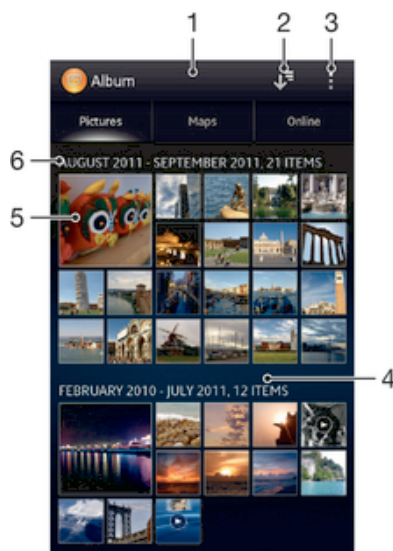 1 2 3
Album
Pictures Maps Online
6
AUGUST 2011 - SEPTEMBER 2011, 21 ITEMS
5
4
FEBRUARY 2010 - JULY 2011, 12 ITEMS